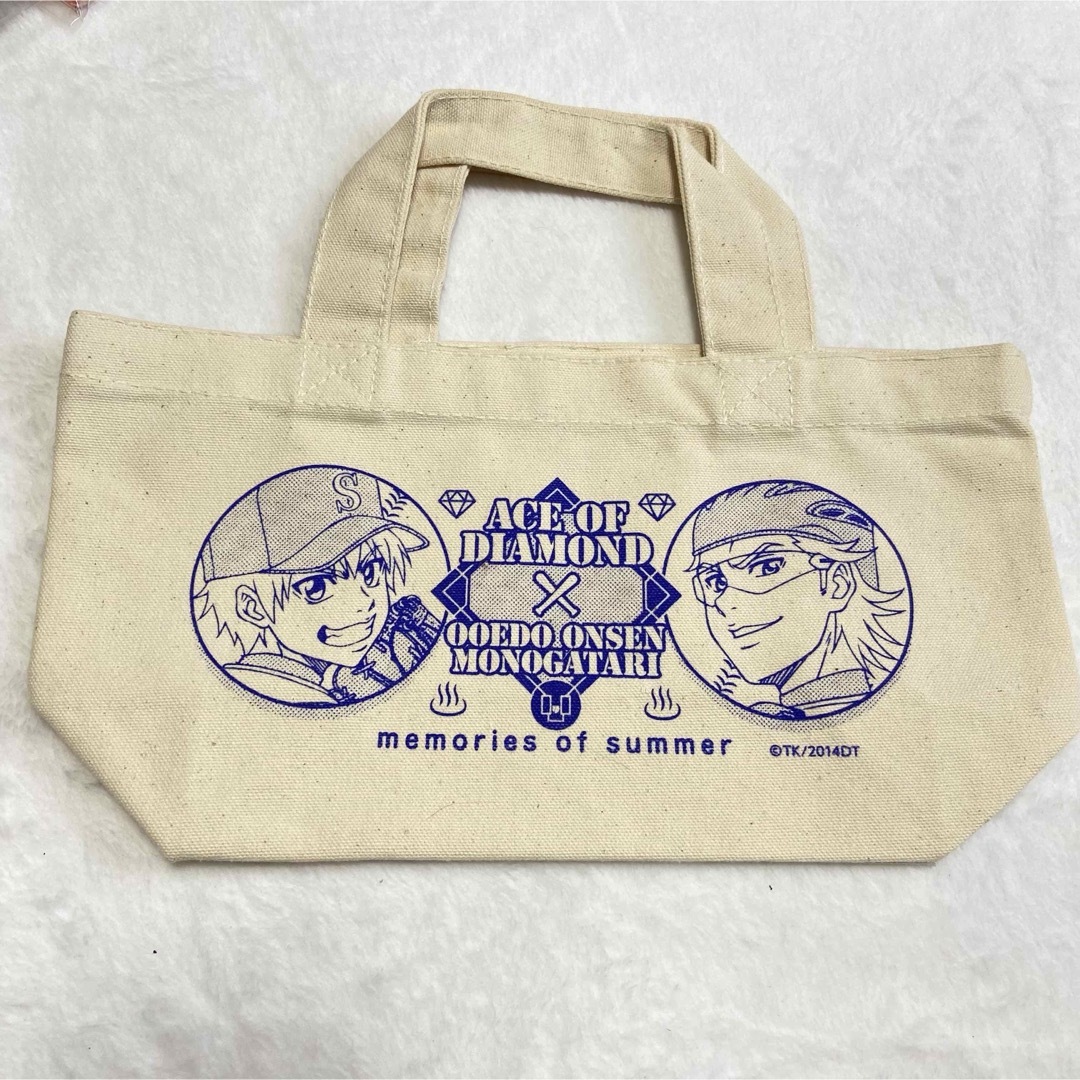 S
ACE OF
DIAMOND
×
OOEDO ONSEN
MONOGATARI
memories of summer
©TK/2014DT